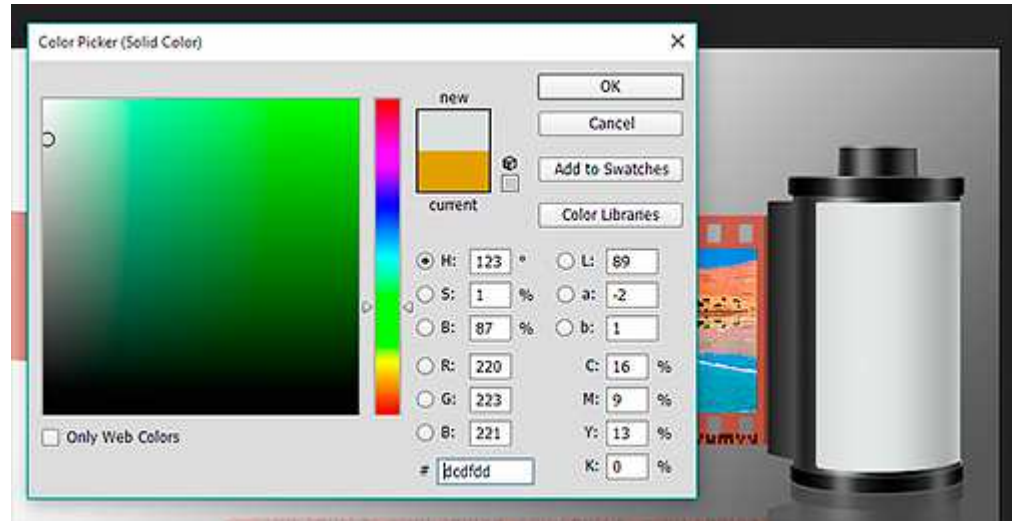 Color Picker (Solid Color)
new
current
OK
Cancel
Add to Swatches
Color Libraries
H: 123 °
S: 1 %
B: 87 %
L: 89
a: -2
b: 1
R: 220
G: 223
B: 221
# dcdfdd
C: 16 %
M: 9 %
Y: 13 %
K: 0 %
Only Web Colors